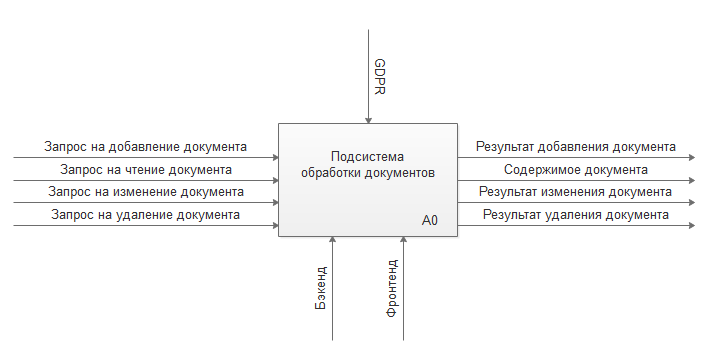 GDPR
Запрос на добавление документа
Запрос на чтение документа
Запрос на изменение документа
Запрос на удаление документа
Подсистема
обработки документов
A0
Результат добавления документа
Содержимое документа
Результат изменения документа
Результат удаления документа
Бэкенд
Фронтенд